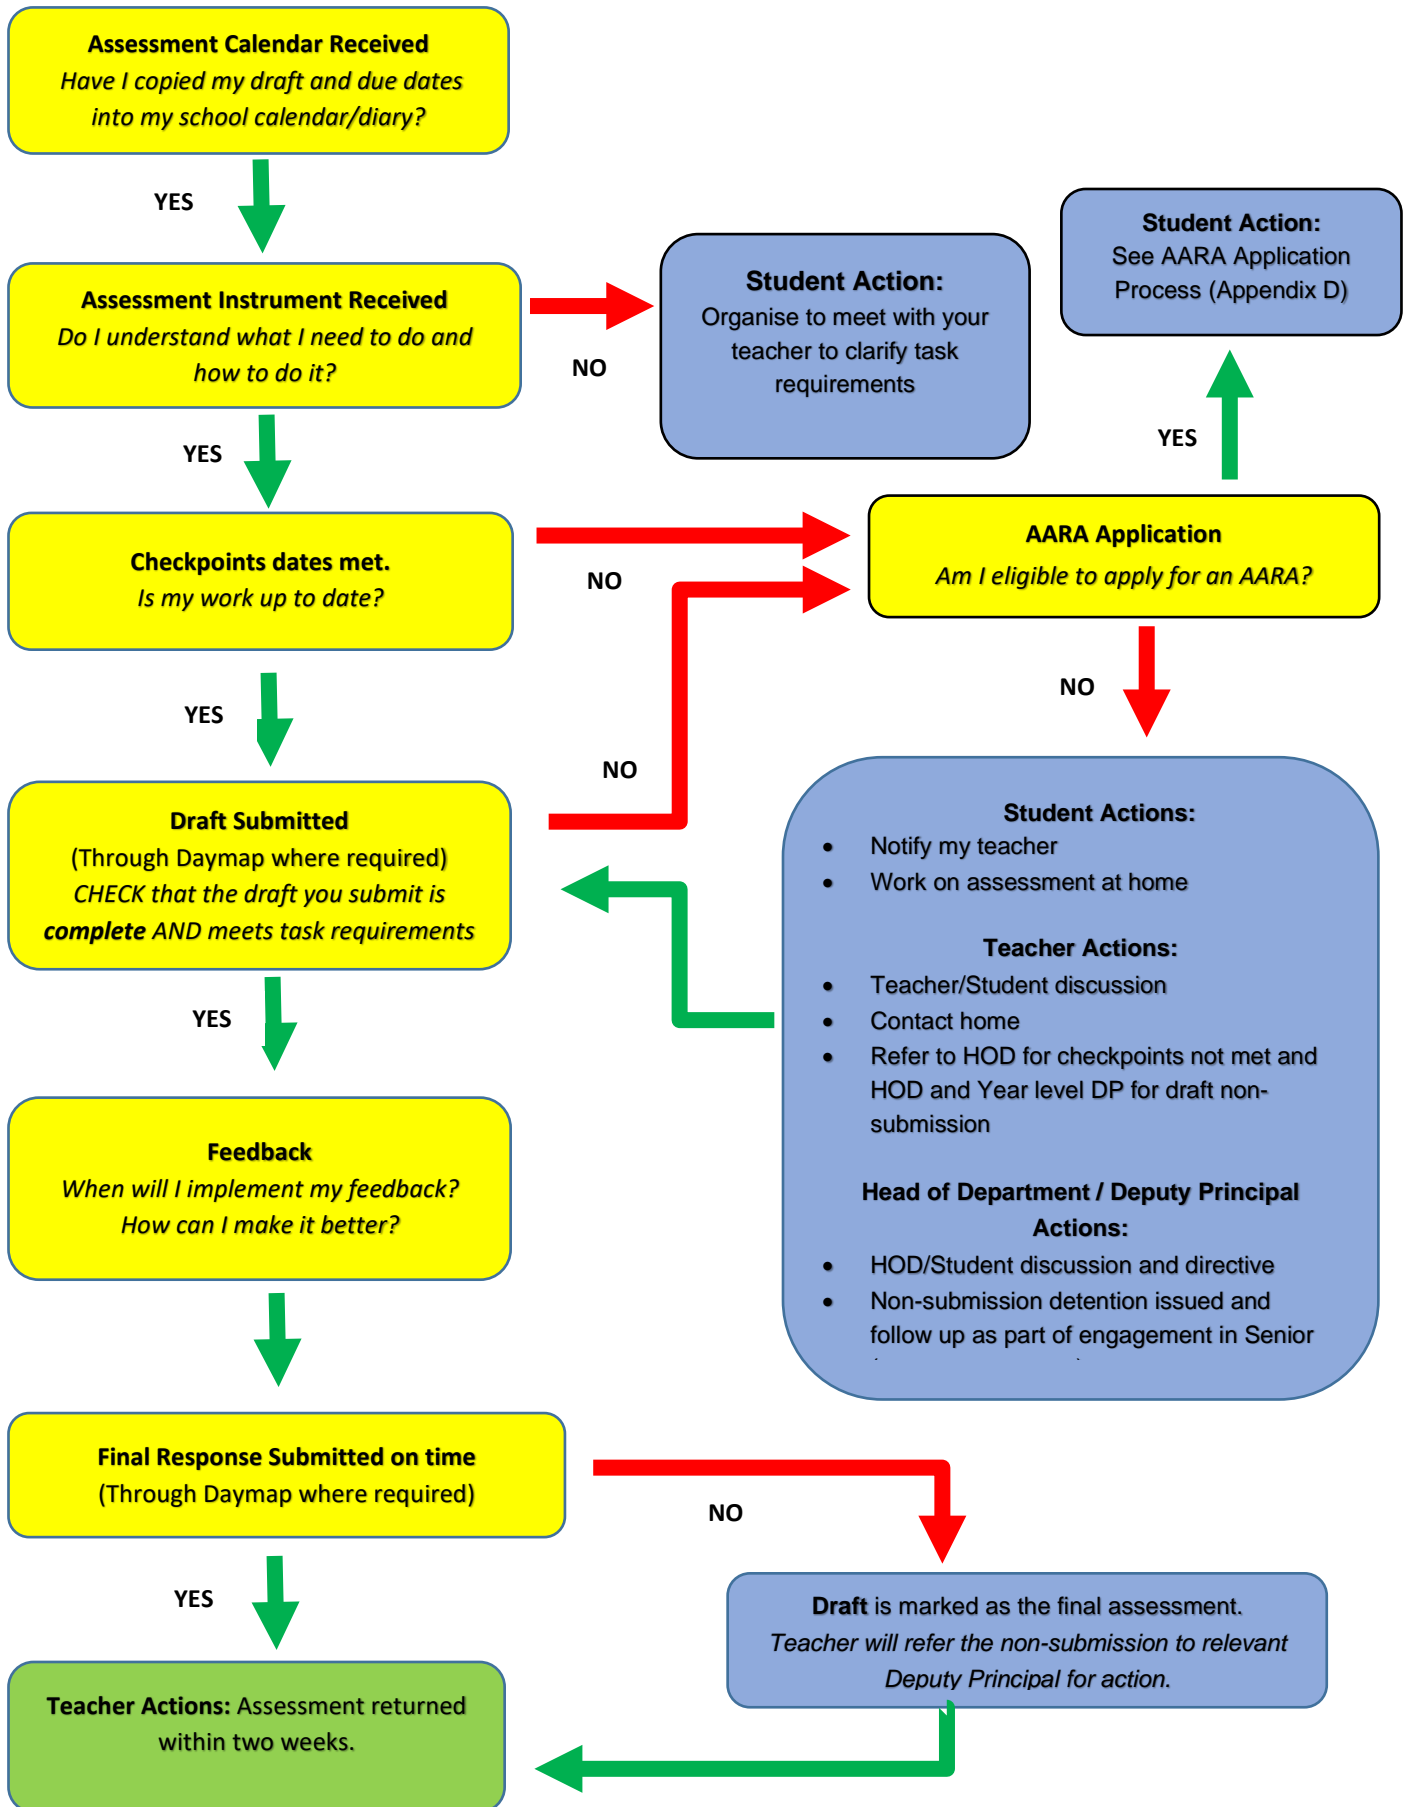 Assessment Calendar Received
Have I copied my draft and due dates
into my school calendar/diary?
YES
Assessment Instrument Received
Do I understand what I need to do and
how to do it?
NO
Student Action:
Organise to meet with your
teacher to clarify task
requirements
Student Action:
See AARA Application
Process (Appendix D)
YES
YES
Checkpoints dates met.
Is my work up to date?
NO
AARA Application
Am I eligible to apply for an AARA?
NO
YES
NO
Draft Submitted
(Through Daymap where required)
CHECK that the draft you submit is
complete AND meets task requirements
Student Actions:
• Notify my teacher
• Work on assessment at home
Teacher Actions:
• Teacher/Student discussion
• Contact home
• Refer to HOD for checkpoints not met and
HOD and Year level DP for draft non-
submission
Head of Department / Deputy Principal
Actions:
• HOD/Student discussion and directive
• Non-submission detention issued and
follow up as part of engagement in Senior
YES
Feedback
When will I implement my feedback?
How can I make it better?
Final Response Submitted on time
(Through Daymap where required)
NO
YES
Draft is marked as the final assessment.
Teacher will refer the non-submission to relevant
Deputy Principal for action.
Teacher Actions: Assessment returned
within two weeks.